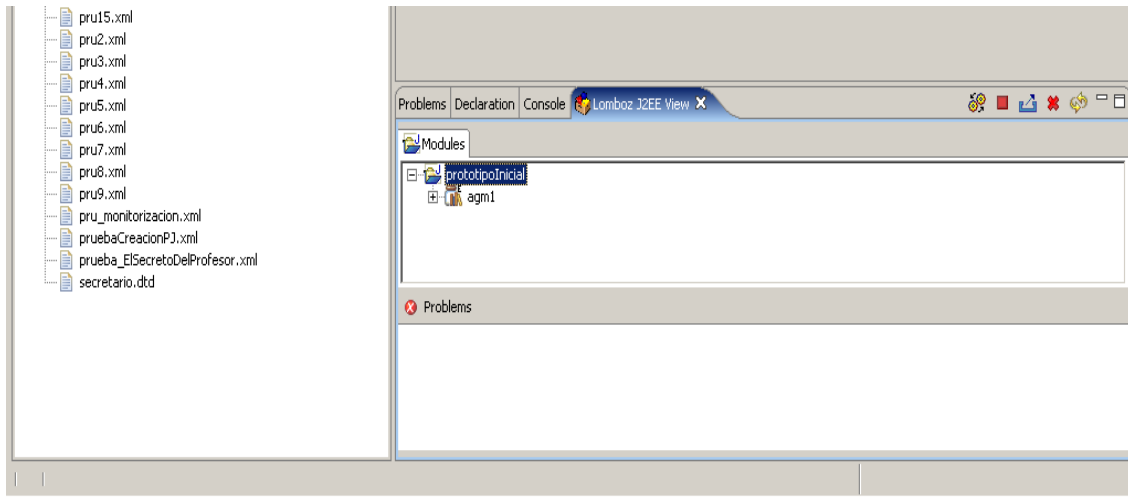 pru15.xml
pru2.xml
pru3.xml
pru4.xml
pru5.xml
pru6.xml
pru7.xml
pru8.xml
pru9.xml
pru_monitorizacion.xml
pruebaCreacionPJ.xml
prueba_ElSecretoDelProfesor.xml
secretario.dtd
Problems Declaration Console Lomboz J2EE View
Modules
prototipoInicial
agm1
Problems